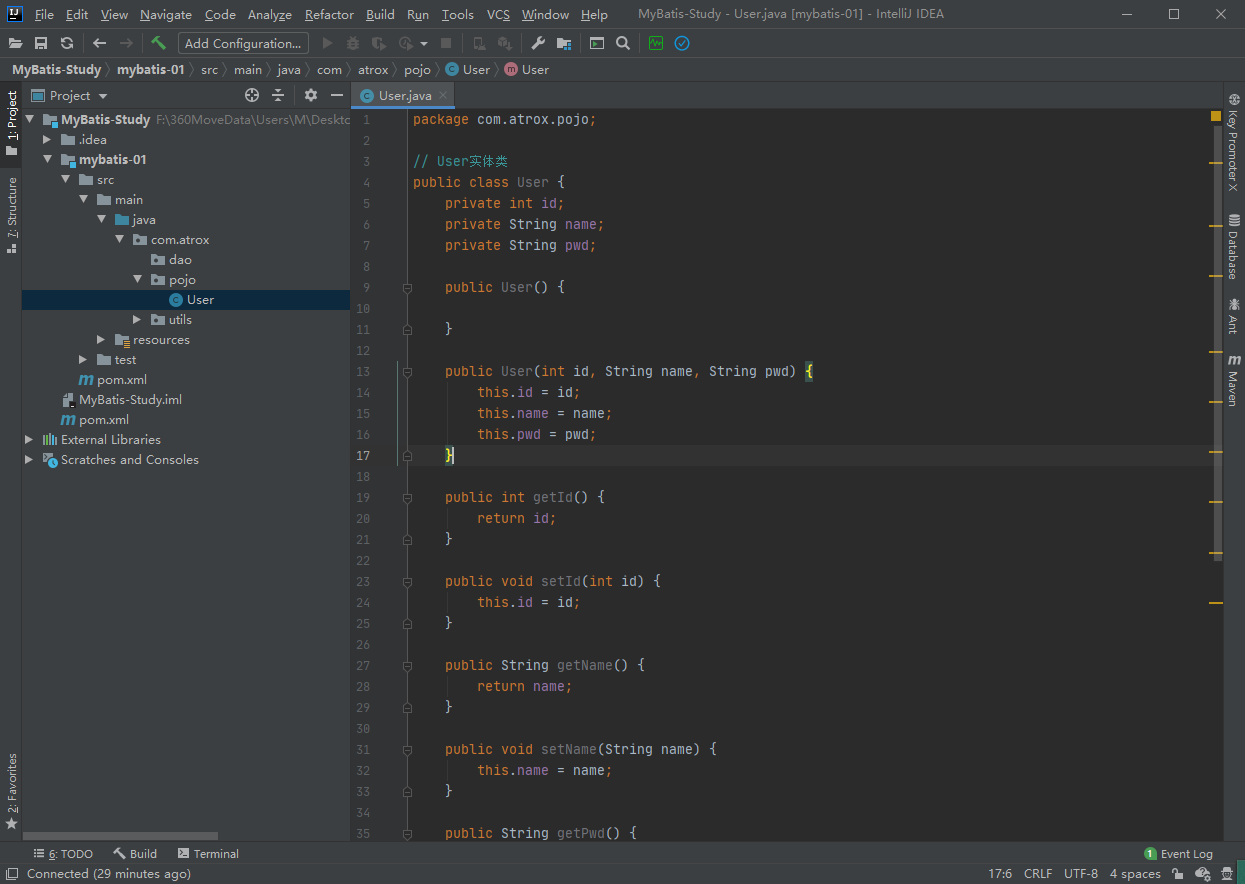 File Edit View Navigate Code Analyze Refactor Build Run Tools VCS Window Help MyBatis-Study - User.java [mybatis-01] - IntelliJ IDEA
Add Configuration...
MyBatis-Study mybatis-01 src main java com atrox pojo User User
1: Project
7: Structure
2: Favorites
Project
MyBatis-Study F:\360MoveData\Users\M\Deskto
.idea
mybatis-01
src
main
java
com.atrox
dao
pojo
User
utils
resources
test
pom.xml
MyBatis-Study.iml
pom.xml
External Libraries
Scratches and Consoles
User.java
1 package com.atrox.pojo;
2
3 // User实体类
4 public class User {
5     private int id;
6     private String name;
7     private String pwd;
8
9     public User() {
10
11     }
12
13     public User(int id, String name, String pwd) {
14         this.id = id;
15         this.name = name;
16         this.pwd = pwd;
17     }
18
19     public int getId() {
20         return id;
21     }
22
23     public void setId(int id) {
24         this.id = id;
25     }
26
27     public String getName() {
28         return name;
29     }
30
31     public void setName(String name) {
32         this.name = name;
33     }
34
35     public String getPwd() {
Key Promoter X
Database
Ant
Maven
6: TODO Build Terminal 1 Event Log
Connected (29 minutes ago) 17:6 CRLF UTF-8 4 spaces